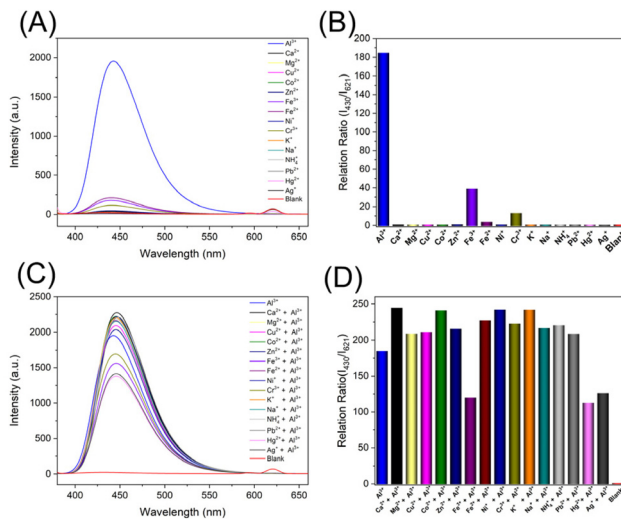 (A)
Intensity (a.u.)
2000
1500
1000
500
0
400
450
500
550
600
650
Wavelength (nm)
Al³⁺
Ca²⁺
Mg²⁺
Cu²⁺
Co²⁺
Zn²⁺
Fe³⁺
Fe²⁺
Ni⁺
Cr³⁺
K⁺
Na⁺
NH₄⁺
Pb²⁺
Hg²⁺
Ag⁺
Blank
(B)
Relation Ratio (I₄₃₀/I₆₂₁)
200
180
160
140
120
100
80
60
40
20
0
Al³⁺
Ca²⁺
Mg²⁺
Cu²⁺
Co²⁺
Zn²⁺
Fe³⁺
Fe²⁺
Ni⁺
Cr³⁺
K⁺
Na⁺
NH₄⁺
Pb²⁺
Hg²⁺
Ag⁺
Blank
(C)
Intensity (a.u.)
2500
2250
2000
1750
1500
1250
1000
750
500
250
0
400
450
500
550
600
650
Wavelength (nm)
Al³⁺
Ca²⁺ + Al³⁺
Mg²⁺ + Al³⁺
Cu²⁺ + Al³⁺
Co²⁺ + Al³⁺
Zn²⁺ + Al³⁺
Fe³⁺ + Al³⁺
Fe²⁺ + Al³⁺
Ni⁺ + Al³⁺
Cr³⁺ + Al³⁺
K⁺ + Al³⁺
Na⁺ + Al³⁺
NH₄⁺ + Al³⁺
Pb²⁺ + Al³⁺
Hg²⁺ + Al³⁺
Ag⁺ + Al³⁺
Blank
(D)
Relation Ratio(I₄₃₀/I₆₂₁)
250
200
150
100
50
0
Al³⁺
Ca²⁺ + Al³⁺
Mg²⁺ + Al³⁺
Cu²⁺ + Al³⁺
Co²⁺ + Al³⁺
Zn²⁺ + Al³⁺
Fe³⁺ + Al³⁺
Fe²⁺ + Al³⁺
Ni⁺ + Al³⁺
Cr³⁺ + Al³⁺
K⁺ + Al³⁺
Na⁺ + Al³⁺
NH₄ + Al³⁺
Pb²⁺ + Al³⁺
Hg²⁺ + Al³⁺
Ag⁺ + Al³⁺
Blank